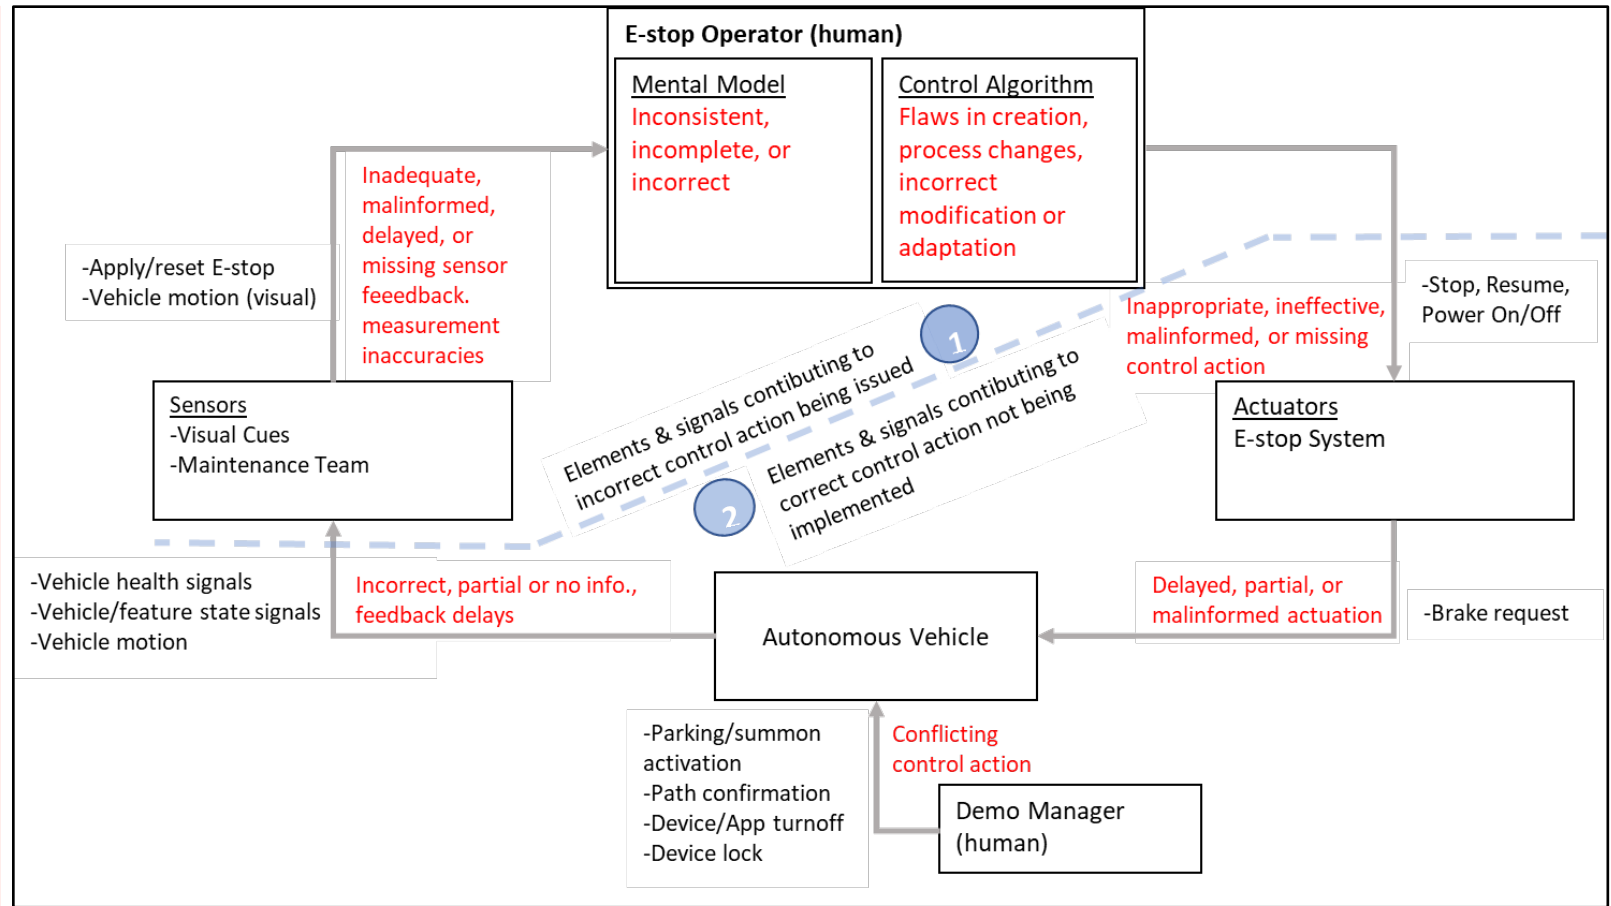 E-stop Operator (human)
Mental Model
Inconsistent,
incomplete, or
incorrect
Control Algorithm
Flaws in creation,
process changes,
incorrect
modification or
adaptation
Inadequate,
malinformed,
delayed, or
missing sensor
feeedback.
measurement
inaccuracies
-Apply/reset E-stop
-Vehicle motion (visual)
-Stop, Resume,
Power On/Off
Inappropriate, ineffective,
malinformed, or missing
control action
Sensors
-Visual Cues
-Maintenance Team
Elements & signals contibuting to
incorrect control action being issued
1
Elements & signals contibuting to
correct control action not being
implemented
2
Actuators
E-stop System
-Vehicle health signals
-Vehicle/feature state signals
-Vehicle motion
Incorrect, partial or no info.,
feedback delays
Autonomous Vehicle
Delayed, partial, or
malinformed actuation
-Brake request
-Parking/summon
activation
-Path confirmation
-Device/App turnoff
-Device lock
Conflicting
control action
Demo Manager
(human)